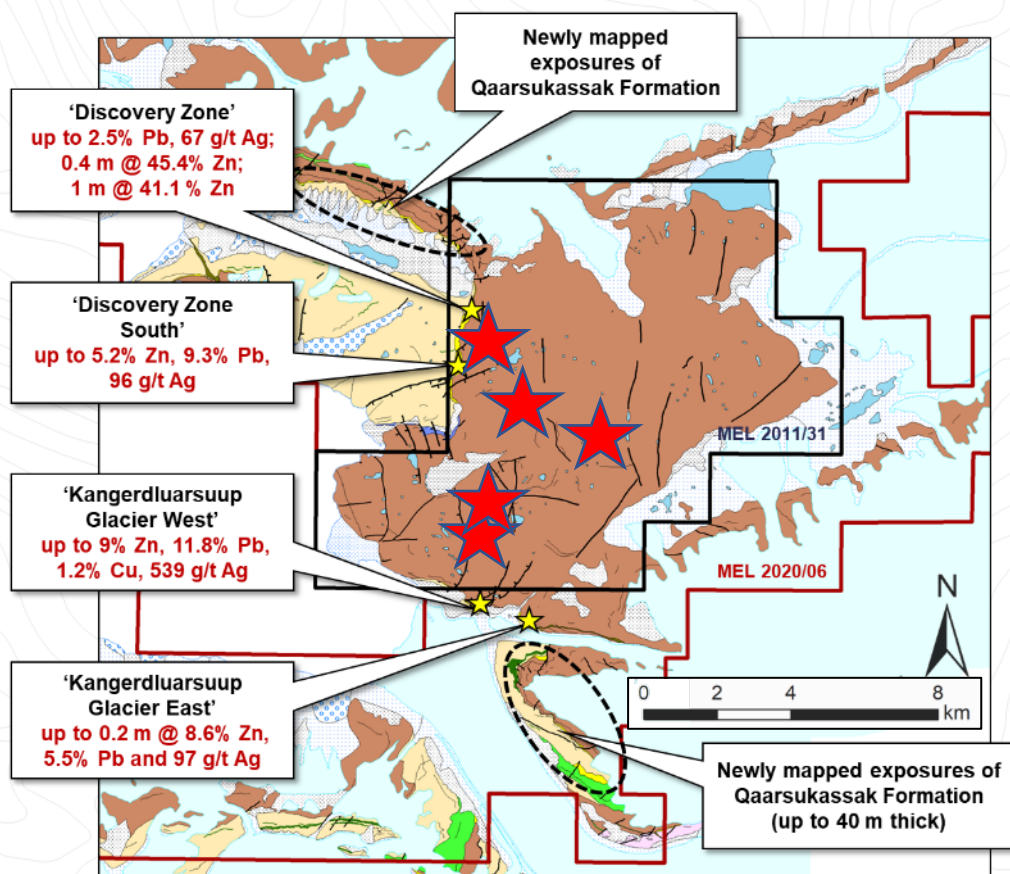 Newly mapped
exposures of
Qaarsukassak Formation
‘Discovery Zone’
up to 2.5% Pb, 67 g/t Ag;
0.4 m @ 45.4% Zn;
1 m @ 41.1 % Zn
‘Discovery Zone
South’
up to 5.2% Zn, 9.3% Pb,
96 g/t Ag
MEL 2011/31
‘Kangerdluarsuup
Glacier West’
up to 9% Zn, 11.8% Pb,
1.2% Cu, 539 g/t Ag
MEL 2020/06
N
‘Kangerdluarsuup
Glacier East’
up to 0.2 m @ 8.6% Zn,
5.5% Pb and 97 g/t Ag
0 2 4 8
km
Newly mapped exposures of
Qaarsukassak Formation
(up to 40 m thick)